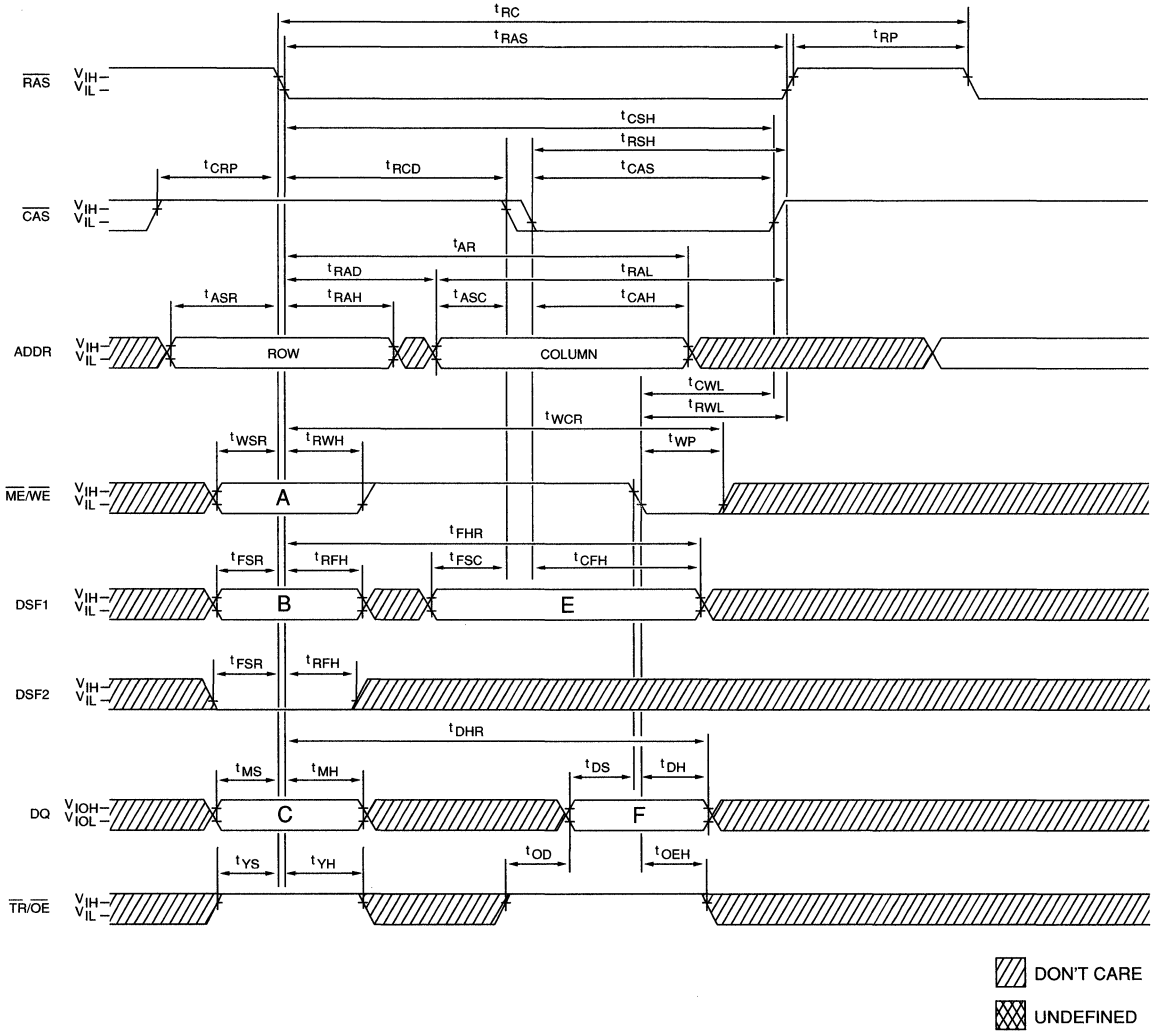 tRC
tRAS
tRP
RAS
VIH
VIL
tCSH
tRSH
tCRP
tRCD
tCAS
CAS
VIH
VIL
tAR
tRAD
tRAL
tASR
tRAH
tASC
tCAH
ADDR
VIH
VIL
ROW
COLUMN
tCWL
tRWL
tWCR
tWSR
tRWH
tWP
ME/WE
VIH
VIL
A
tFHR
tFSR
tRFH
tFSC
tCFH
DSF1
VIH
VIL
B
E
tFSR
tRFH
DSF2
VIH
VIL
tDHR
tMS
tMH
tDS
tDH
DQ
VIOH
VIOL
C
F
tYS
tYH
tOD
tOEH
TR/OE
VIH
VIL
DON'T CARE
UNDEFINED